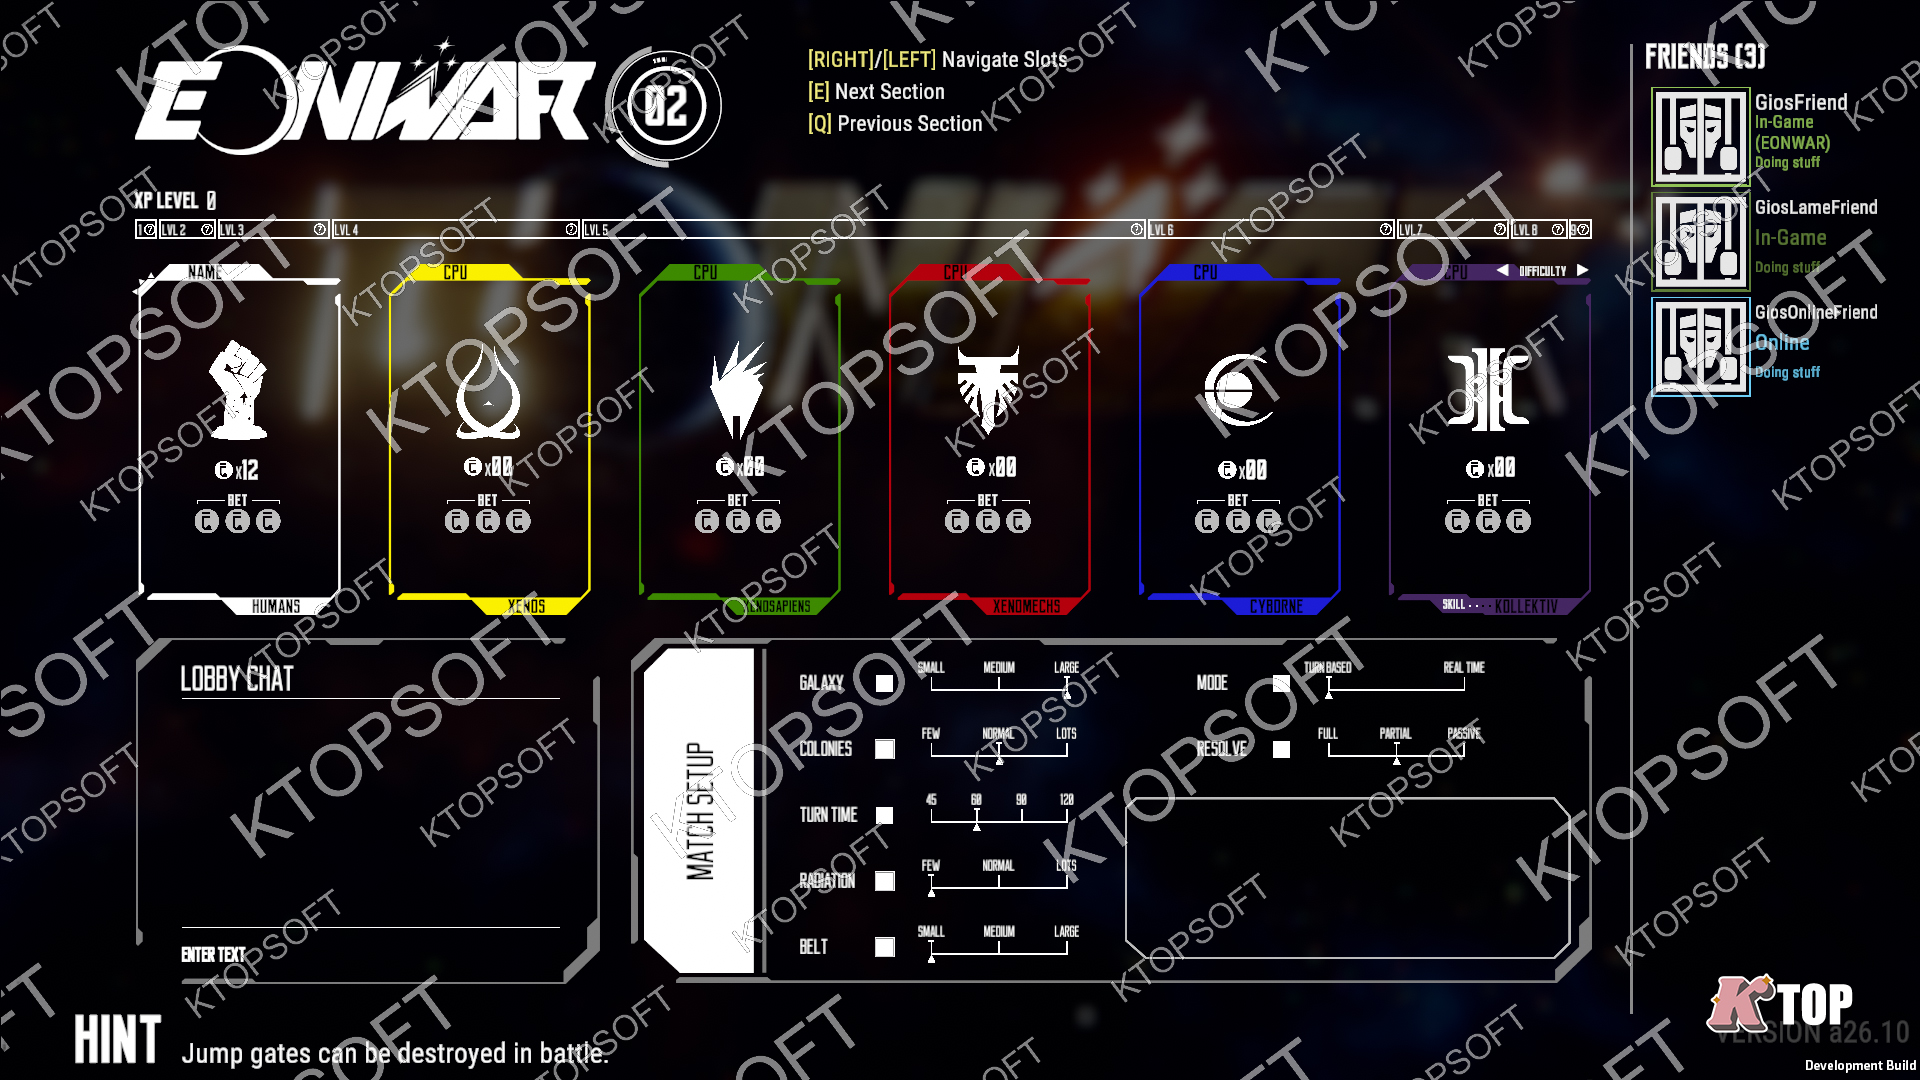 EONWAR
02
[RIGHT]/[LEFT] Navigate Slots
[E] Next Section
[Q] Previous Section
XP LEVEL 0
1 LVL 2 LVL 3 LVL 4 LVL 5 LVL 6 LVL 7 LVL 8 9
NAME CPU CPU CPU CPU CPU DIFFICULTY
x12 x00 x00 x00 x00 x00
BET BET BET BET BET BET
HUMANS XENOS XENOSAPIENS XENOMECHS CYBORNE SKILL KOLLEKTIV
FRIENDS (3)
GiosFriend
In-Game
(EONWAR)
Doing stuff
GiosLameFriend
In-Game
Doing stuff
GiosOnlineFriend
Online
Doing stuff
LOBBY CHAT
ENTER TEXT
MATCH SETUP
GALAXY SMALL MEDIUM LARGE
COLONIES FEW NORMAL LOTS
TURN TIME 45 60 90 120
RADIATION FEW NORMAL LOTS
BELT SMALL MEDIUM LARGE
MODE TURN BASED REAL TIME
RESOLVE FULL PARTIAL PASSIVE
HINT Jump gates can be destroyed in battle.
KTOP
VERSION a26.10
Development Build
KTOPSOFT